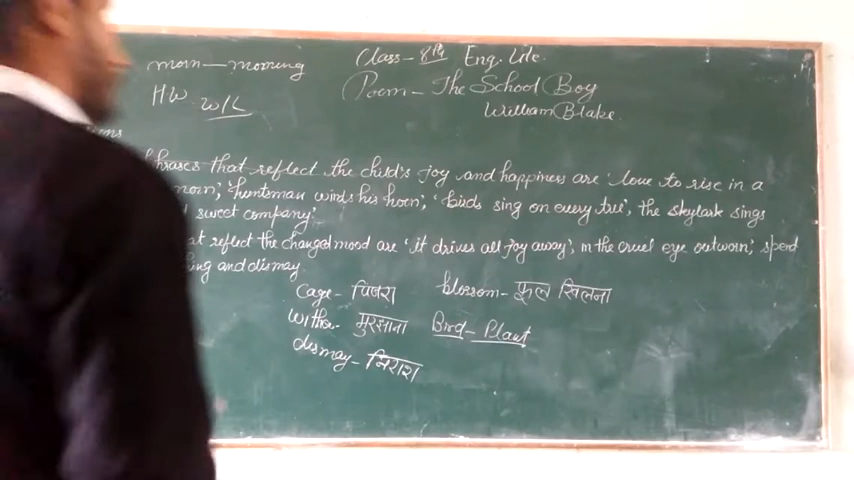 morn — morning
Class - 8th Eng. Lite.
HW W/C
Poem - The School Boy
William Blake.
phrases that reflect the child's joy and happiness are 'love to rise in a
morn', 'huntsman winds his horn', 'birds sing on every tree', the skylark sings
sweet company'.
at reflect the changed mood are 'it drives all joy away', in the cruel eye outworn', spend
ing and dismay
Cage - पिंजरा blossom - फूल खिलना
मुरझाना Bird - Plant
dismay - निराशा